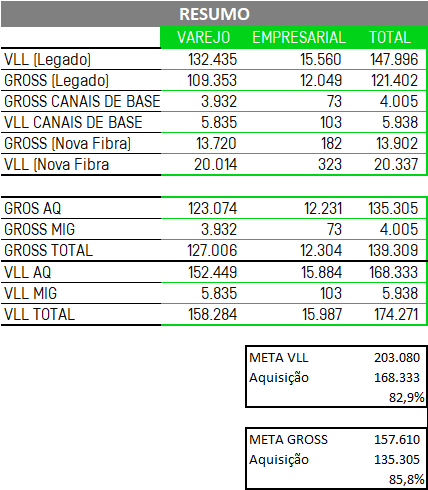 RESUMO
VAREJO EMPRESARIAL TOTAL
VLL (Legado) 132.435 15.560 147.996
GROSS (Legado) 109.353 12.049 121.402
GROSS CANAIS DE BASE 3.932 73 4.005
VLL CANAIS DE BASE 5.835 103 5.938
GROSS (Nova Fibra) 13.720 182 13.902
VLL (Nova Fibra 20.014 323 20.337
GROS AQ 123.074 12.231 135.305
GROSS MIG 3.932 73 4.005
GROSS TOTAL 127.006 12.304 139.309
VLL AQ 152.449 15.884 168.333
VLL MIG 5.835 103 5.938
VLL TOTAL 158.284 15.987 174.271
META VLL 203.080
Aquisição 168.333
82,9%
META GROSS 157.610
Aquisição 135.305
85,8%